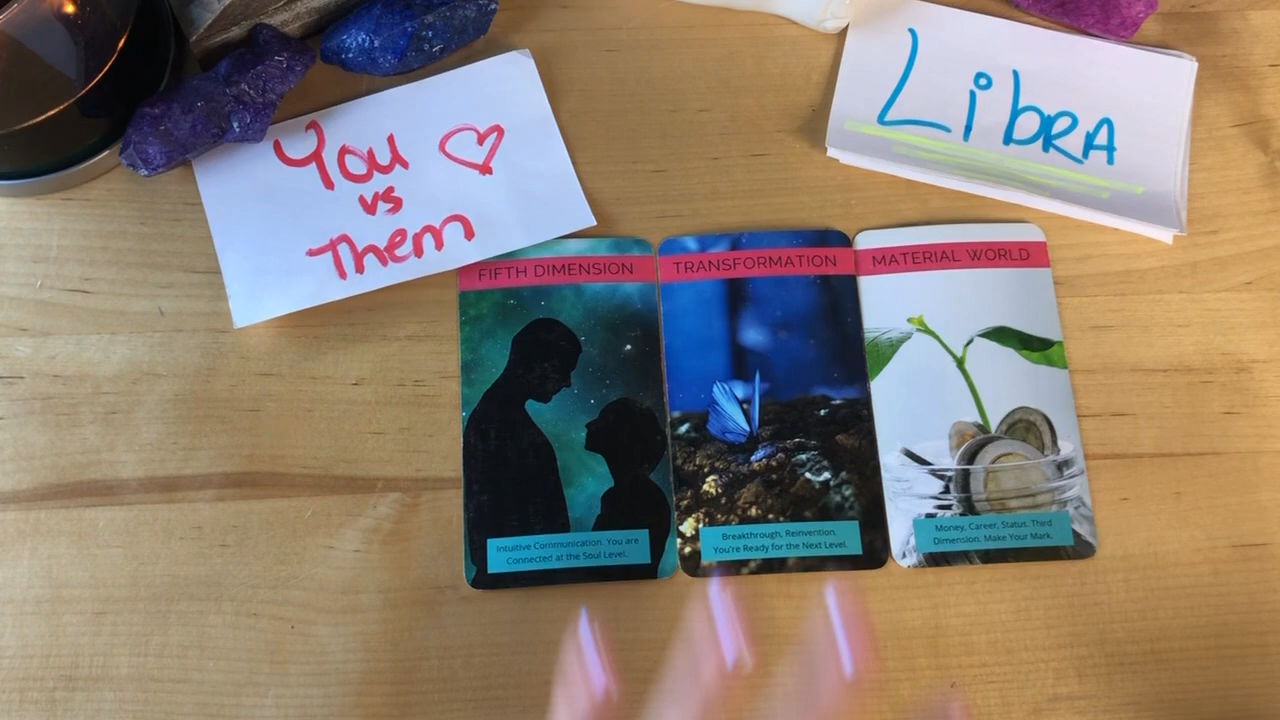 You
vs
Them
LibRA
FIFTH DIMENSION
Intuitive Communication. You are
Connected at the Soul Level.
TRANSFORMATION
Breakthrough, Reinvention.
You're Ready for the Next Level.
MATERIAL WORLD
Money, Career, Status. Third
Dimension. Make Your Mark.